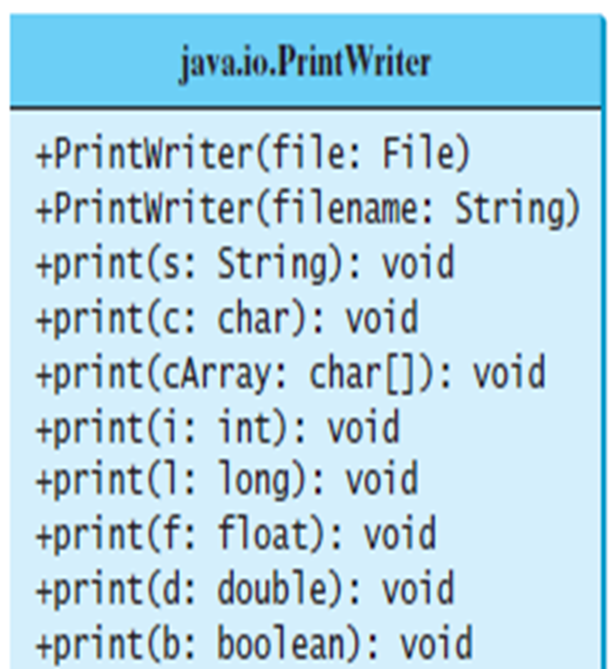 java.io.PrintWriter
+PrintWriter(file: File)
+PrintWriter(filename: String)
+print(s: String): void
+print(c: char): void
+print(cArray: char[]): void
+print(i: int): void
+print(l: long): void
+print(f: float): void
+print(d: double): void
+print(b: boolean): void